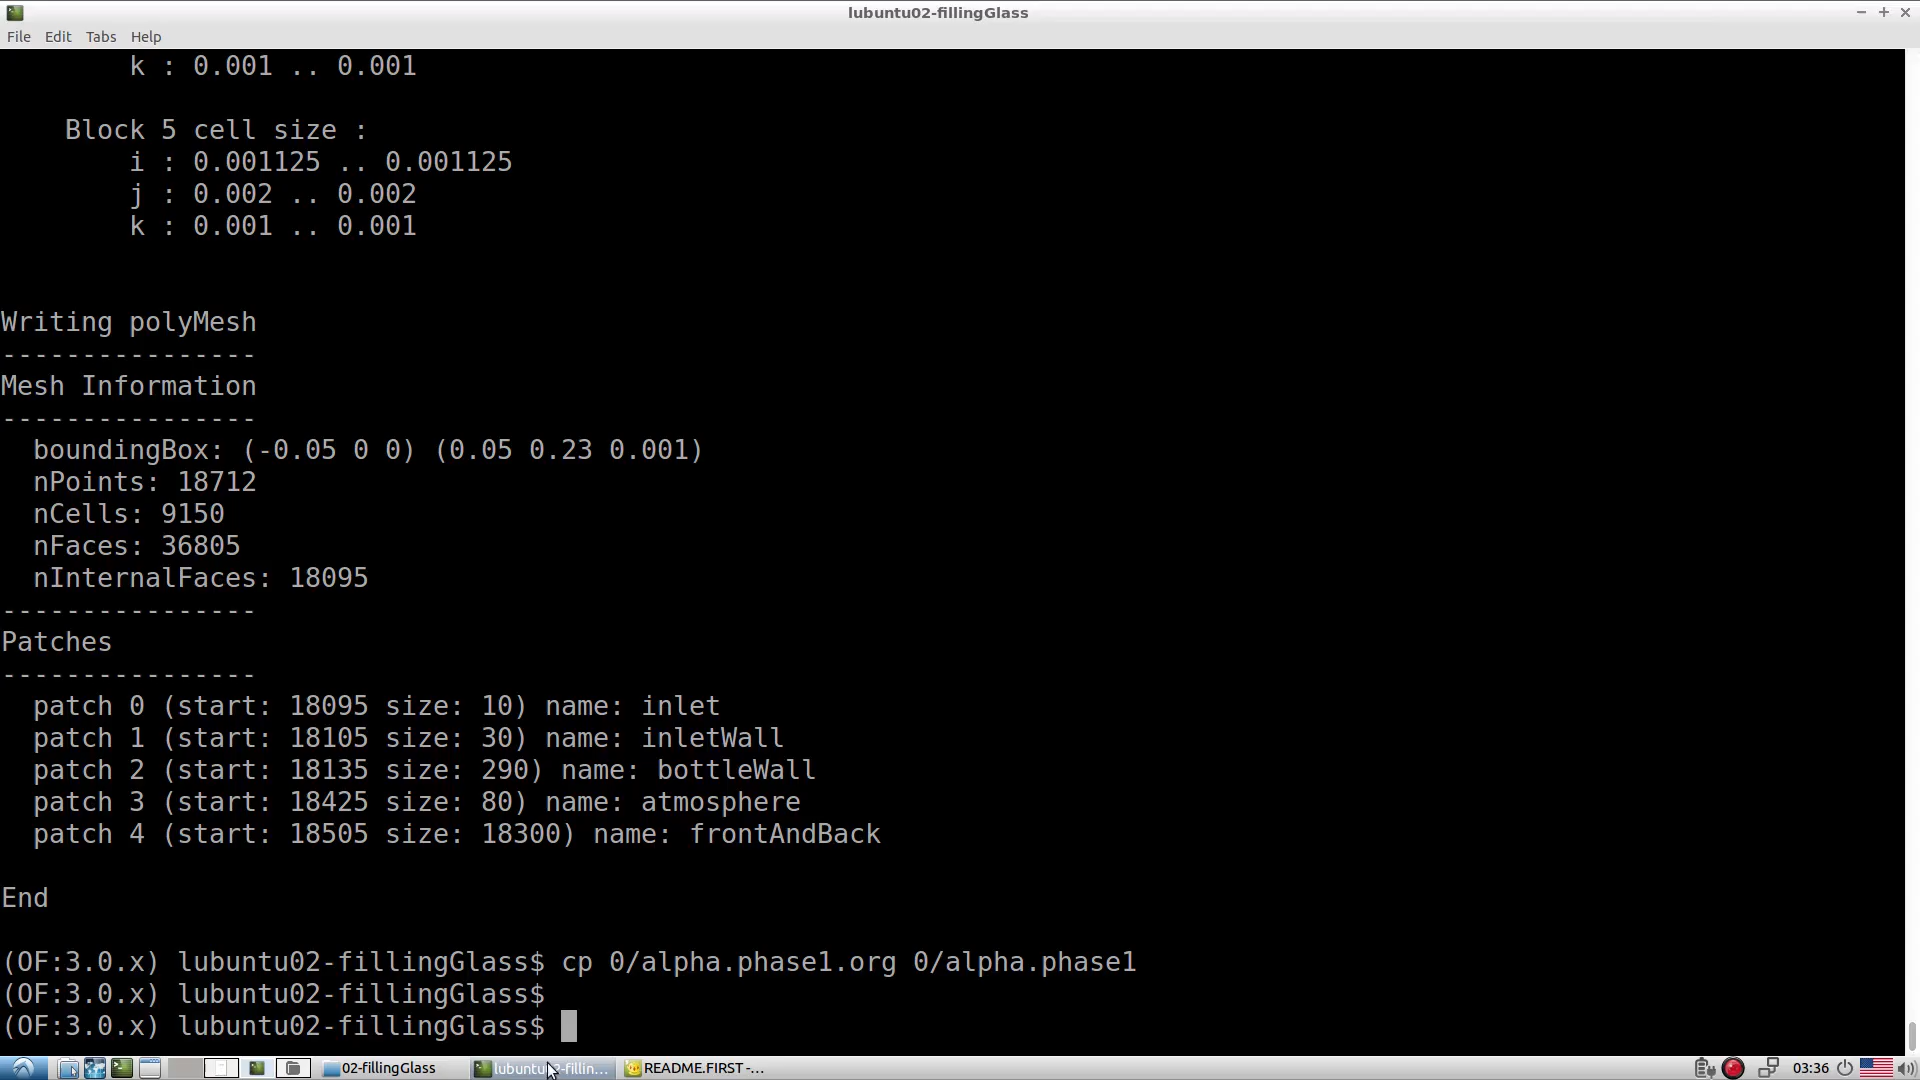 lubuntu02-fillingGlass
File Edit Tabs Help
k : 0.001 .. 0.001
Block 5 cell size :
i : 0.001125 .. 0.001125
j : 0.002 .. 0.002
k : 0.001 .. 0.001
Writing polyMesh
----------------
Mesh Information
----------------
boundingBox: (-0.05 0 0) (0.05 0.23 0.001)
nPoints: 18712
nCells: 9150
nFaces: 36805
nInternalFaces: 18095
----------------
Patches
----------------
patch 0 (start: 18095 size: 10) name: inlet
patch 1 (start: 18105 size: 30) name: inletWall
patch 2 (start: 18135 size: 290) name: bottleWall
patch 3 (start: 18425 size: 80) name: atmosphere
patch 4 (start: 18505 size: 18300) name: frontAndBack
End
(OF:3.0.x) lubuntu02-fillingGlass$ cp 0/alpha.phase1.org 0/alpha.phase1
(OF:3.0.x) lubuntu02-fillingGlass$
(OF:3.0.x) lubuntu02-fillingGlass$
02-fillingGlass lubuntu02-fillin... README.FIRST -... 03:36